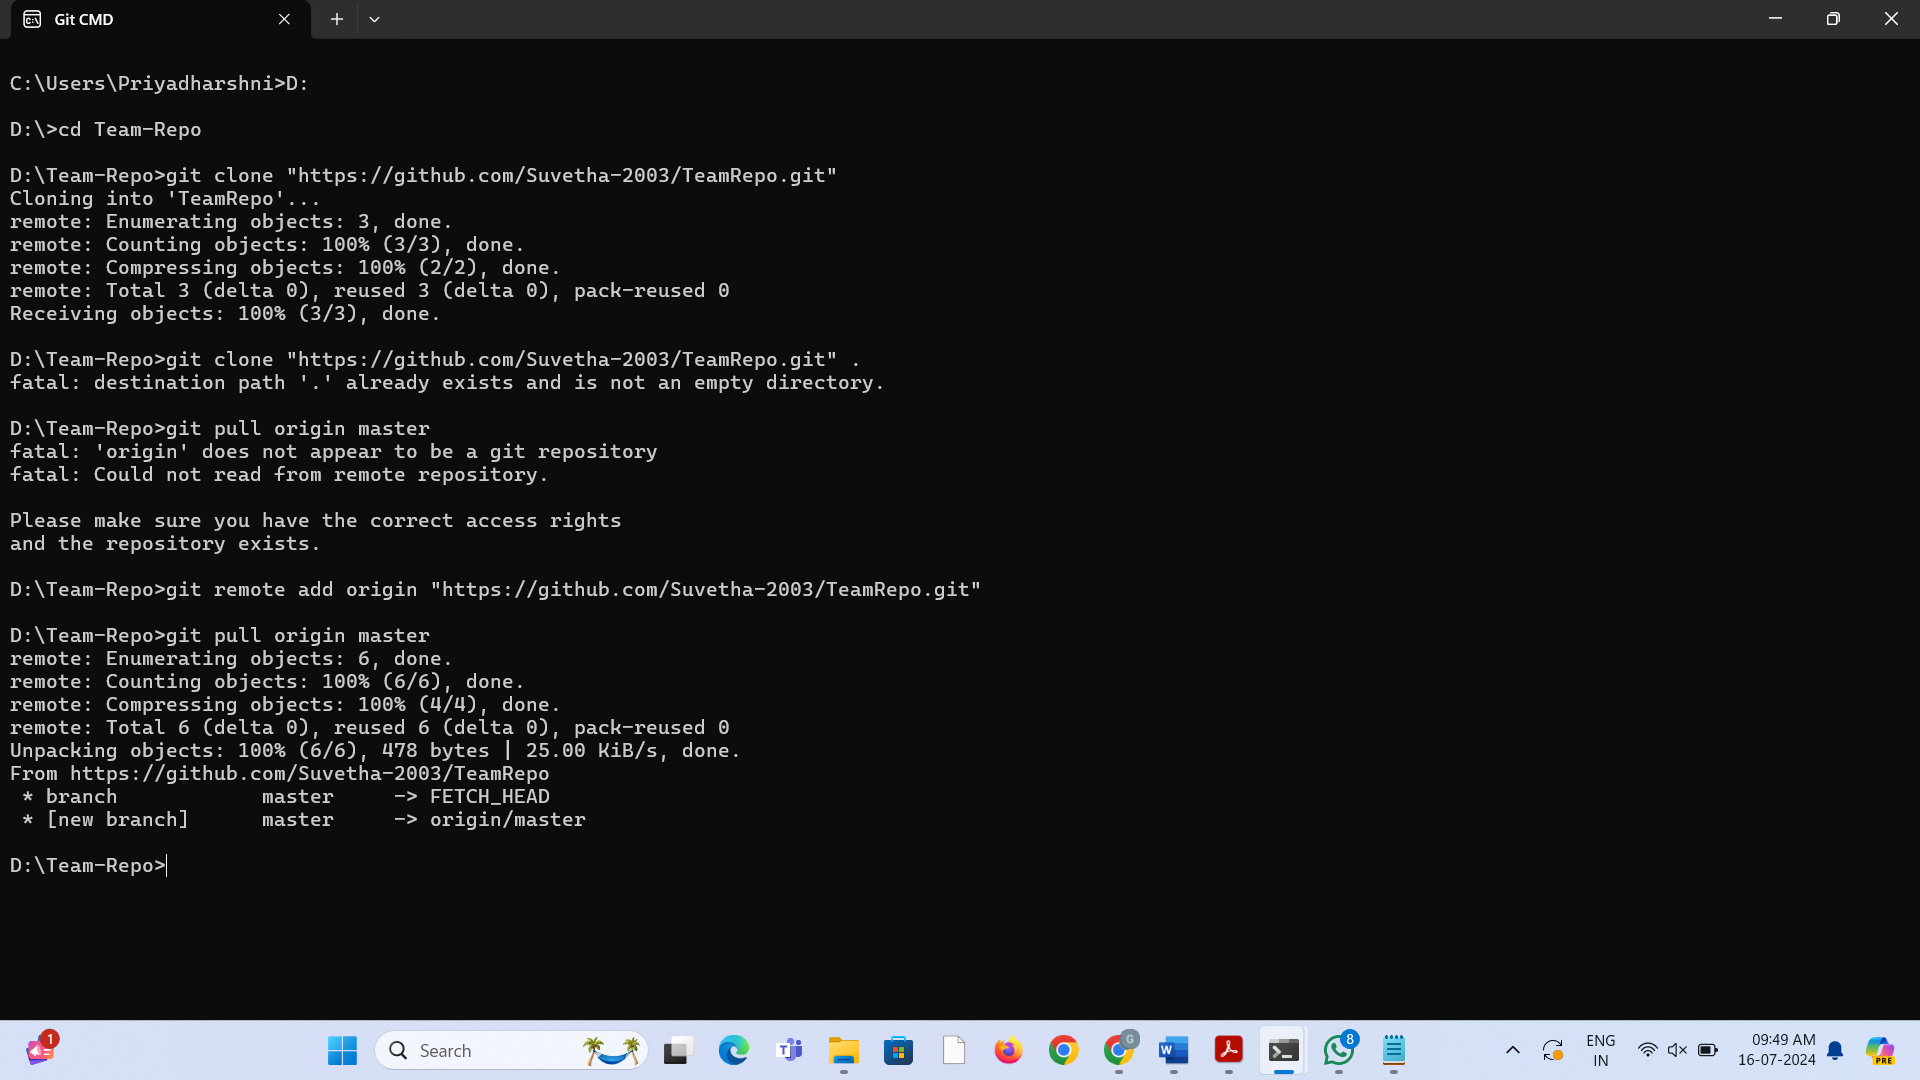 Git CMD
C:\Users\Priyadharshni>D:
D:\>cd Team-Repo
D:\Team-Repo>git clone "https://github.com/Suvetha-2003/TeamRepo.git"
Cloning into 'TeamRepo'...
remote: Enumerating objects: 3, done.
remote: Counting objects: 100% (3/3), done.
remote: Compressing objects: 100% (2/2), done.
remote: Total 3 (delta 0), reused 3 (delta 0), pack-reused 0
Receiving objects: 100% (3/3), done.
D:\Team-Repo>git clone "https://github.com/Suvetha-2003/TeamRepo.git" .
fatal: destination path '.' already exists and is not an empty directory.
D:\Team-Repo>git pull origin master
fatal: 'origin' does not appear to be a git repository
fatal: Could not read from remote repository.
Please make sure you have the correct access rights
and the repository exists.
D:\Team-Repo>git remote add origin "https://github.com/Suvetha-2003/TeamRepo.git"
D:\Team-Repo>git pull origin master
remote: Enumerating objects: 6, done.
remote: Counting objects: 100% (6/6), done.
remote: Compressing objects: 100% (4/4), done.
remote: Total 6 (delta 0), reused 6 (delta 0), pack-reused 0
Unpacking objects: 100% (6/6), 478 bytes | 25.00 KiB/s, done.
From https://github.com/Suvetha-2003/TeamRepo
 * branch            master     -> FETCH_HEAD
 * [new branch]      master     -> origin/master
D:\Team-Repo>
1
Search
G
8
ENG
IN
09:49 AM
16-07-2024
PRE